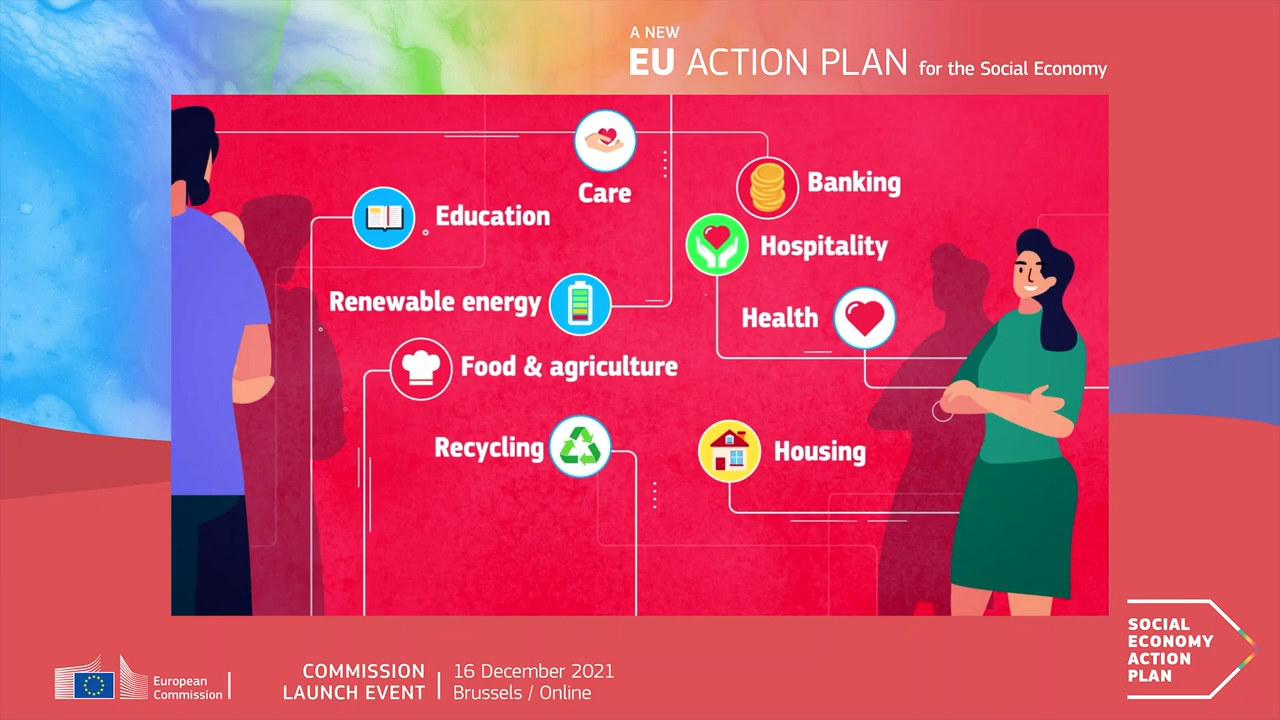 A NEW
EU ACTION PLAN for the Social Economy
Care
Banking
Education
Hospitality
Renewable energy
Health
Food & agriculture
Recycling
Housing
SOCIAL
ECONOMY
ACTION
PLAN
European
Commission
COMMISSION
LAUNCH EVENT
16 December 2021
Brussels / Online